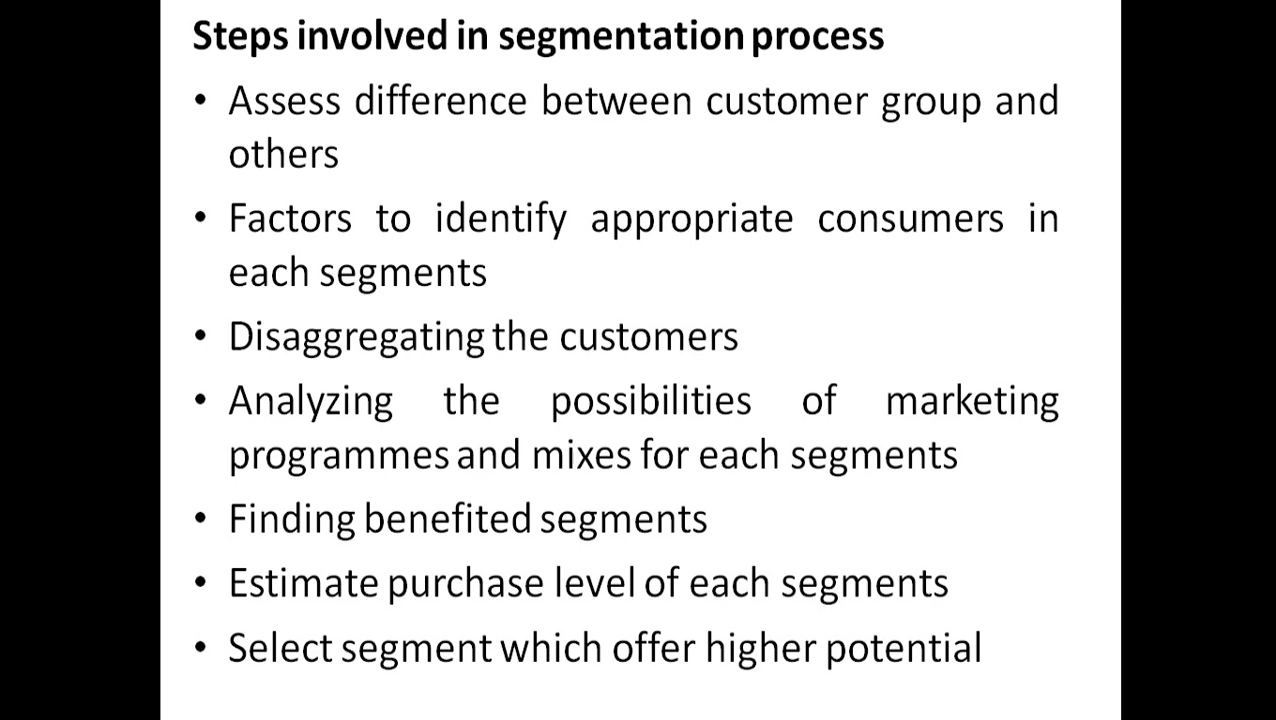 Steps involved in segmentation process
• Assess difference between customer group and
others
• Factors to identify appropriate consumers in
each segments
• Disaggregating the customers
• Analyzing the possibilities of marketing
programmes and mixes for each segments
• Finding benefited segments
• Estimate purchase level of each segments
• Select segment which offer higher potential